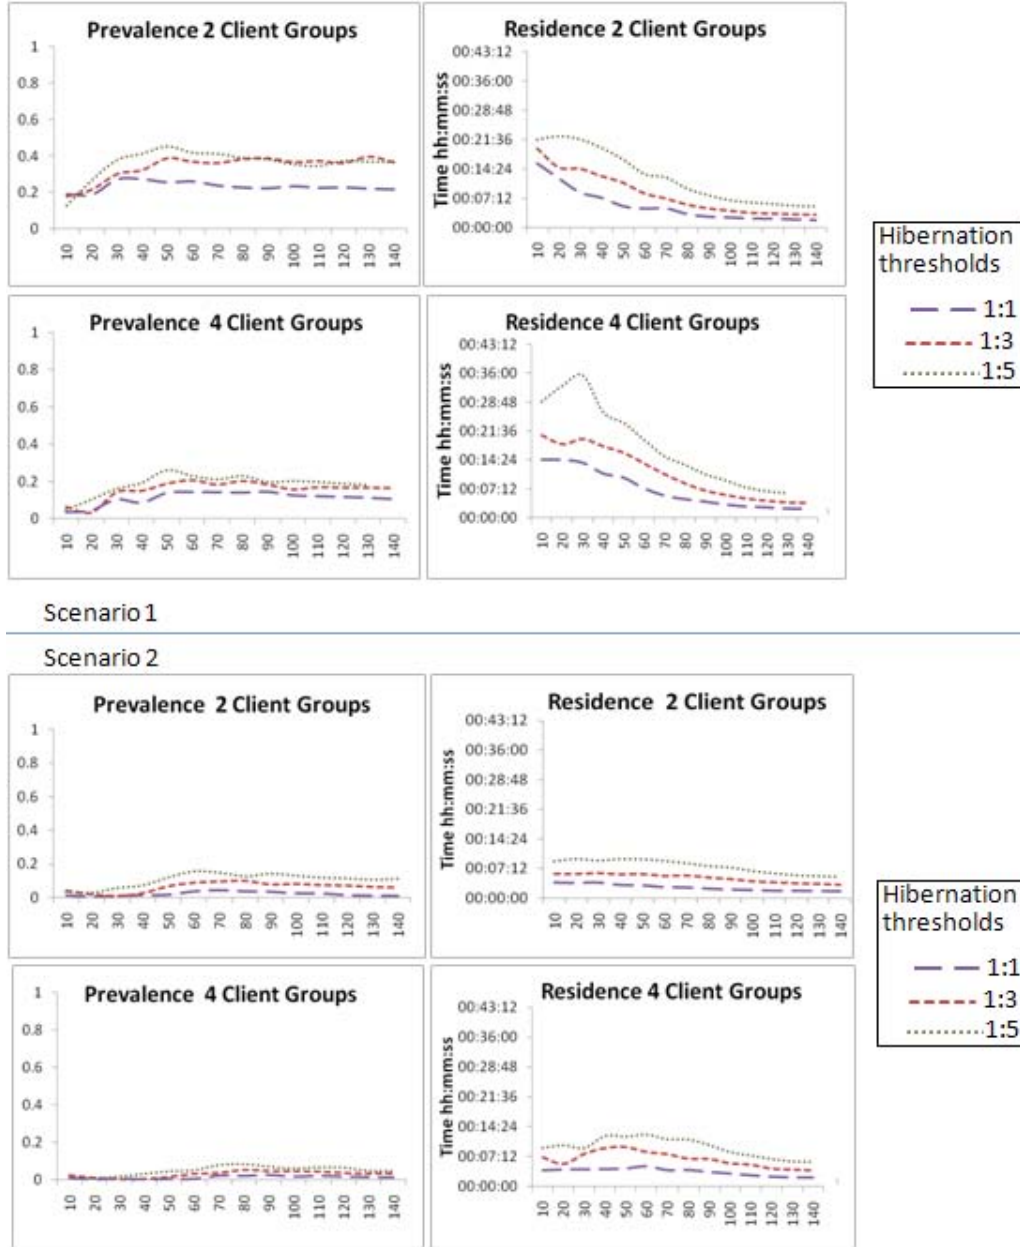 Prevalence 2 Client Groups
1
0.8
0.6
0.4
0.2
0
10 20 30 40 50 60 70 80 90 100 110 120 130 140
Residence 2 Client Groups
Time hh:mm:ss
00:43:12
00:36:00
00:28:48
00:21:36
00:14:24
00:07:12
00:00:00
10 20 30 40 50 60 70 80 90 100 110 120 130 140
Hibernation
thresholds
1:1
1:3
1:5
Prevalence 4 Client Groups
1
0.8
0.6
0.4
0.2
0
10 20 30 40 50 60 70 80 90 100 110 120 130 140
Residence 4 Client Groups
Time hh:mm:ss
00:43:12
00:36:00
00:28:48
00:21:36
00:14:24
00:07:12
00:00:00
10 20 30 40 50 60 70 80 90 100 110 120 130 140
Scenario 1
Scenario 2
Prevalence 2 Client Groups
1
0.8
0.6
0.4
0.2
0
10 20 30 40 50 60 70 80 90 100 110 120 130 140
Residence 2 Client Groups
Time hh:mm:ss
00:43:12
00:36:00
00:28:48
00:21:36
00:14:24
00:07:12
00:00:00
10 20 30 40 50 60 70 80 90 100 110 120 130 140
Hibernation
thresholds
1:1
1:3
1:5
Prevalence 4 Client Groups
1
0.8
0.6
0.4
0.2
0
10 20 30 40 50 60 70 80 90 100 110 120 130 140
Residence 4 Client Groups
Time hh:mm:ss
00:43:12
00:36:00
00:28:48
00:21:36
00:14:24
00:07:12
00:00:00
10 20 30 40 50 60 70 80 90 100 110 120 130 140